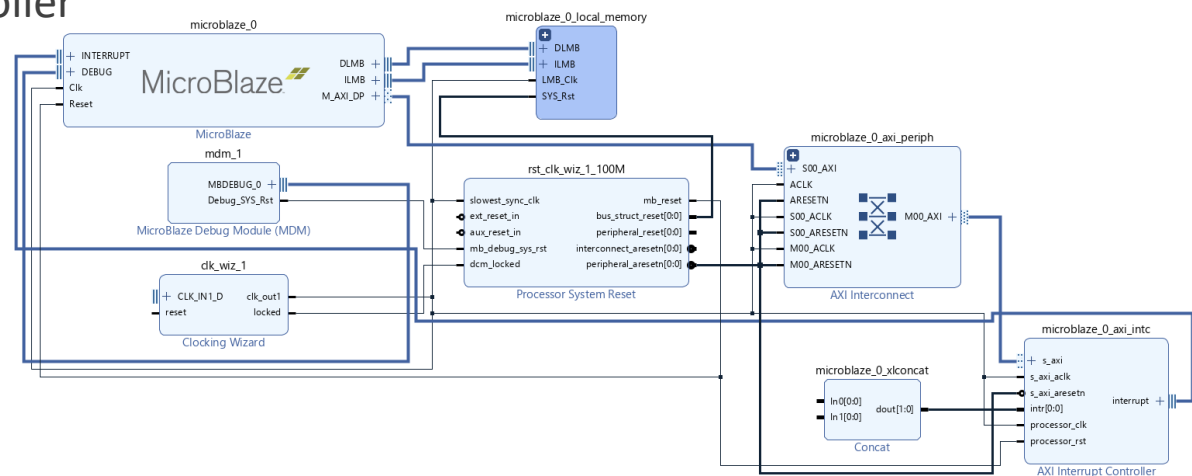 oller
microblaze_0
INTERRUPT
DEBUG
Clk
Reset
MicroBlaze
DLMB
ILMB
M_AXI_DP
MicroBlaze
microblaze_0_local_memory
DLMB
ILMB
LMB_Clk
SYS_Rst
mdm_1
MBDEBUG_0
Debug_SYS_Rst
MicroBlaze Debug Module (MDM)
rst_clk_wiz_1_100M
slowest_sync_clk
ext_reset_in
aux_reset_in
mb_debug_sys_rst
dcm_locked
mb_reset
bus_struct_reset[0:0]
peripheral_reset[0:0]
interconnect_aresetn[0:0]
peripheral_aresetn[0:0]
Processor System Reset
microblaze_0_axi_periph
S00_AXI
ACLK
ARESETN
S00_ACLK
S00_ARESETN
M00_ACLK
M00_ARESETN
M00_AXI
AXI Interconnect
clk_wiz_1
CLK_IN1_D
reset
clk_out1
locked
Clocking Wizard
microblaze_0_xlconcat
In0[0:0]
In1[0:0]
dout[1:0]
Concat
microblaze_0_axi_intc
s_axi
s_axi_aclk
s_axi_aresetn
intr[0:0]
processor_clk
processor_rst
interrupt
AXI Interrupt Controller